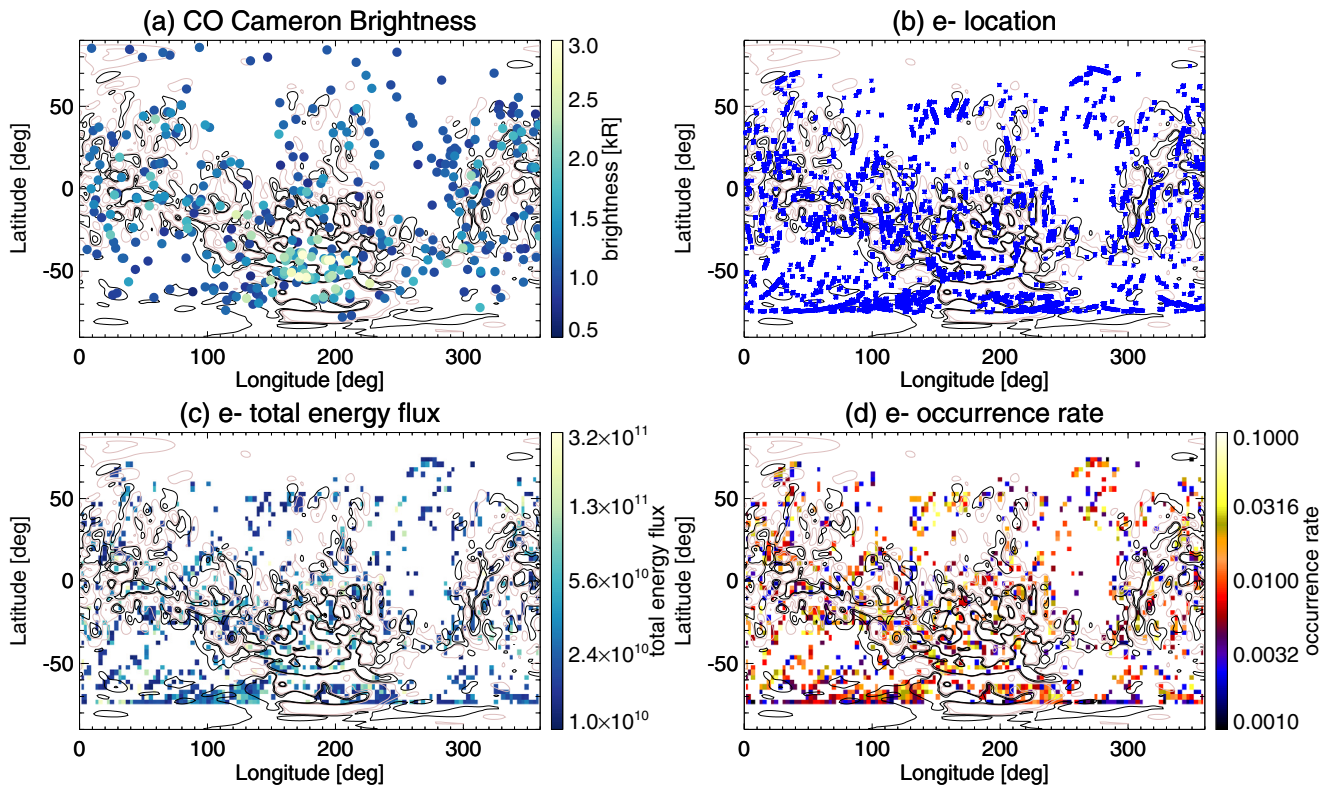 (a) CO Cameron Brightness
Latitude [deg]
50
0
-50
0
100
200
300
Longitude [deg]
3.0
2.5
2.0
1.5
1.0
0.5
brightness [kR]
(b) e- location
Latitude [deg]
50
0
-50
0
100
200
300
Longitude [deg]
(c) e- total energy flux
Latitude [deg]
50
0
-50
0
100
200
300
Longitude [deg]
3.2×10¹¹
1.3×10¹¹
5.6×10¹⁰
2.4×10¹⁰
1.0×10¹⁰
total energy flux
(d) e- occurrence rate
Latitude [deg]
50
0
-50
0
100
200
300
Longitude [deg]
0.1000
0.0316
0.0100
0.0032
0.0010
occurrence rate